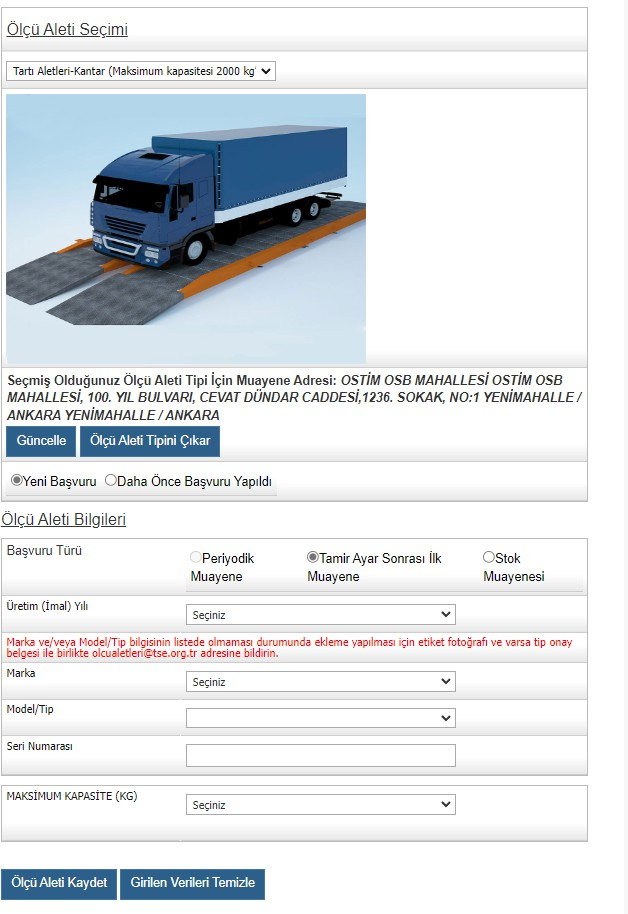 Ölçü Aleti Seçimi
Tartı Aletleri-Kantar (Maksimum kapasitesi 2000 kg'
Seçmiş Olduğunuz Ölçü Aleti Tipi İçin Muayene Adresi: OSTİM OSB MAHALLESİ OSTİM OSB
MAHALLESİ, 100. YIL BULVARI, CEVAT DÜNDAR CADDESİ,1236. SOKAK, NO:1 YENİMAHALLE /
ANKARA YENİMAHALLE / ANKARA
Güncelle Ölçü Aleti Tipini Çıkar
Yeni Başvuru Daha Önce Başvuru Yapıldı
Ölçü Aleti Bilgileri
Başvuru Türü
Periyodik Muayene
Tamir Ayar Sonrası İlk Muayene
Stok Muayenesi
Üretim (İmal) Yılı Seçiniz
Marka ve/veya Model/Tip bilgisinin listede olmaması durumunda ekleme yapılması için etiket fotoğrafı ve varsa tip onay
belgesi ile birlikte olcualetleri@tse.org.tr adresine bildirin.
Marka Seçiniz
Model/Tip
Seri Numarası
MAKSİMUM KAPASİTE (KG) Seçiniz
Ölçü Aleti Kaydet Girilen Verileri Temizle